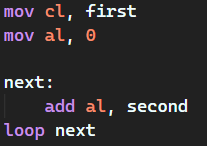 mov cl, first
mov al, 0
next:
add al, second
loop next